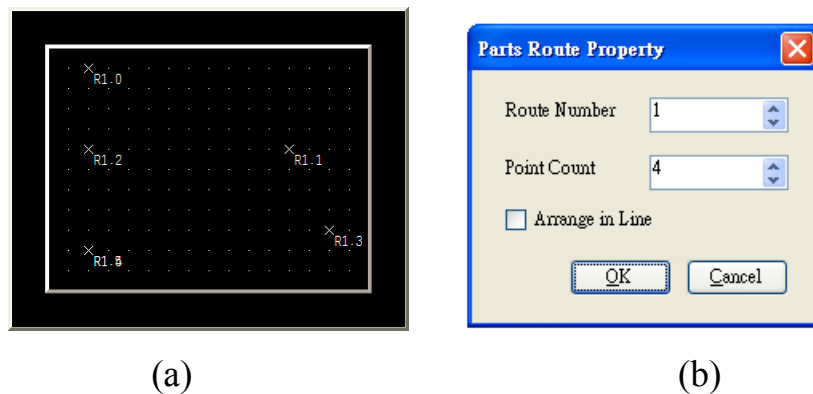 R1.0
R1.2
R1.1
R1.3
Parts Route Property
Route Number 1
Point Count 4
Arrange in Line
OK Cancel
(a) (b)